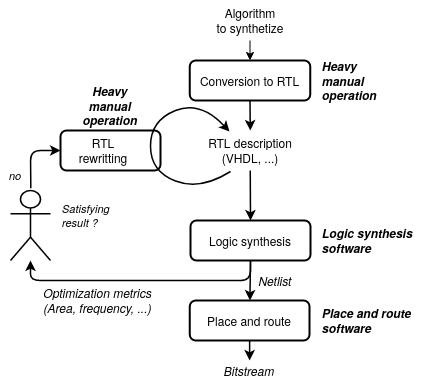 Algorithm
to synthetize
Conversion to RTL
Heavy
manual
operation
Heavy
manual
operation
RTL
rewritting
RTL description
(VHDL, ...)
no
Satisfying
result ?
Logic synthesis
Logic synthesis
software
Netlist
Optimization metrics
(Area, frequency, ...)
Place and route
Place and route
software
Bitstream